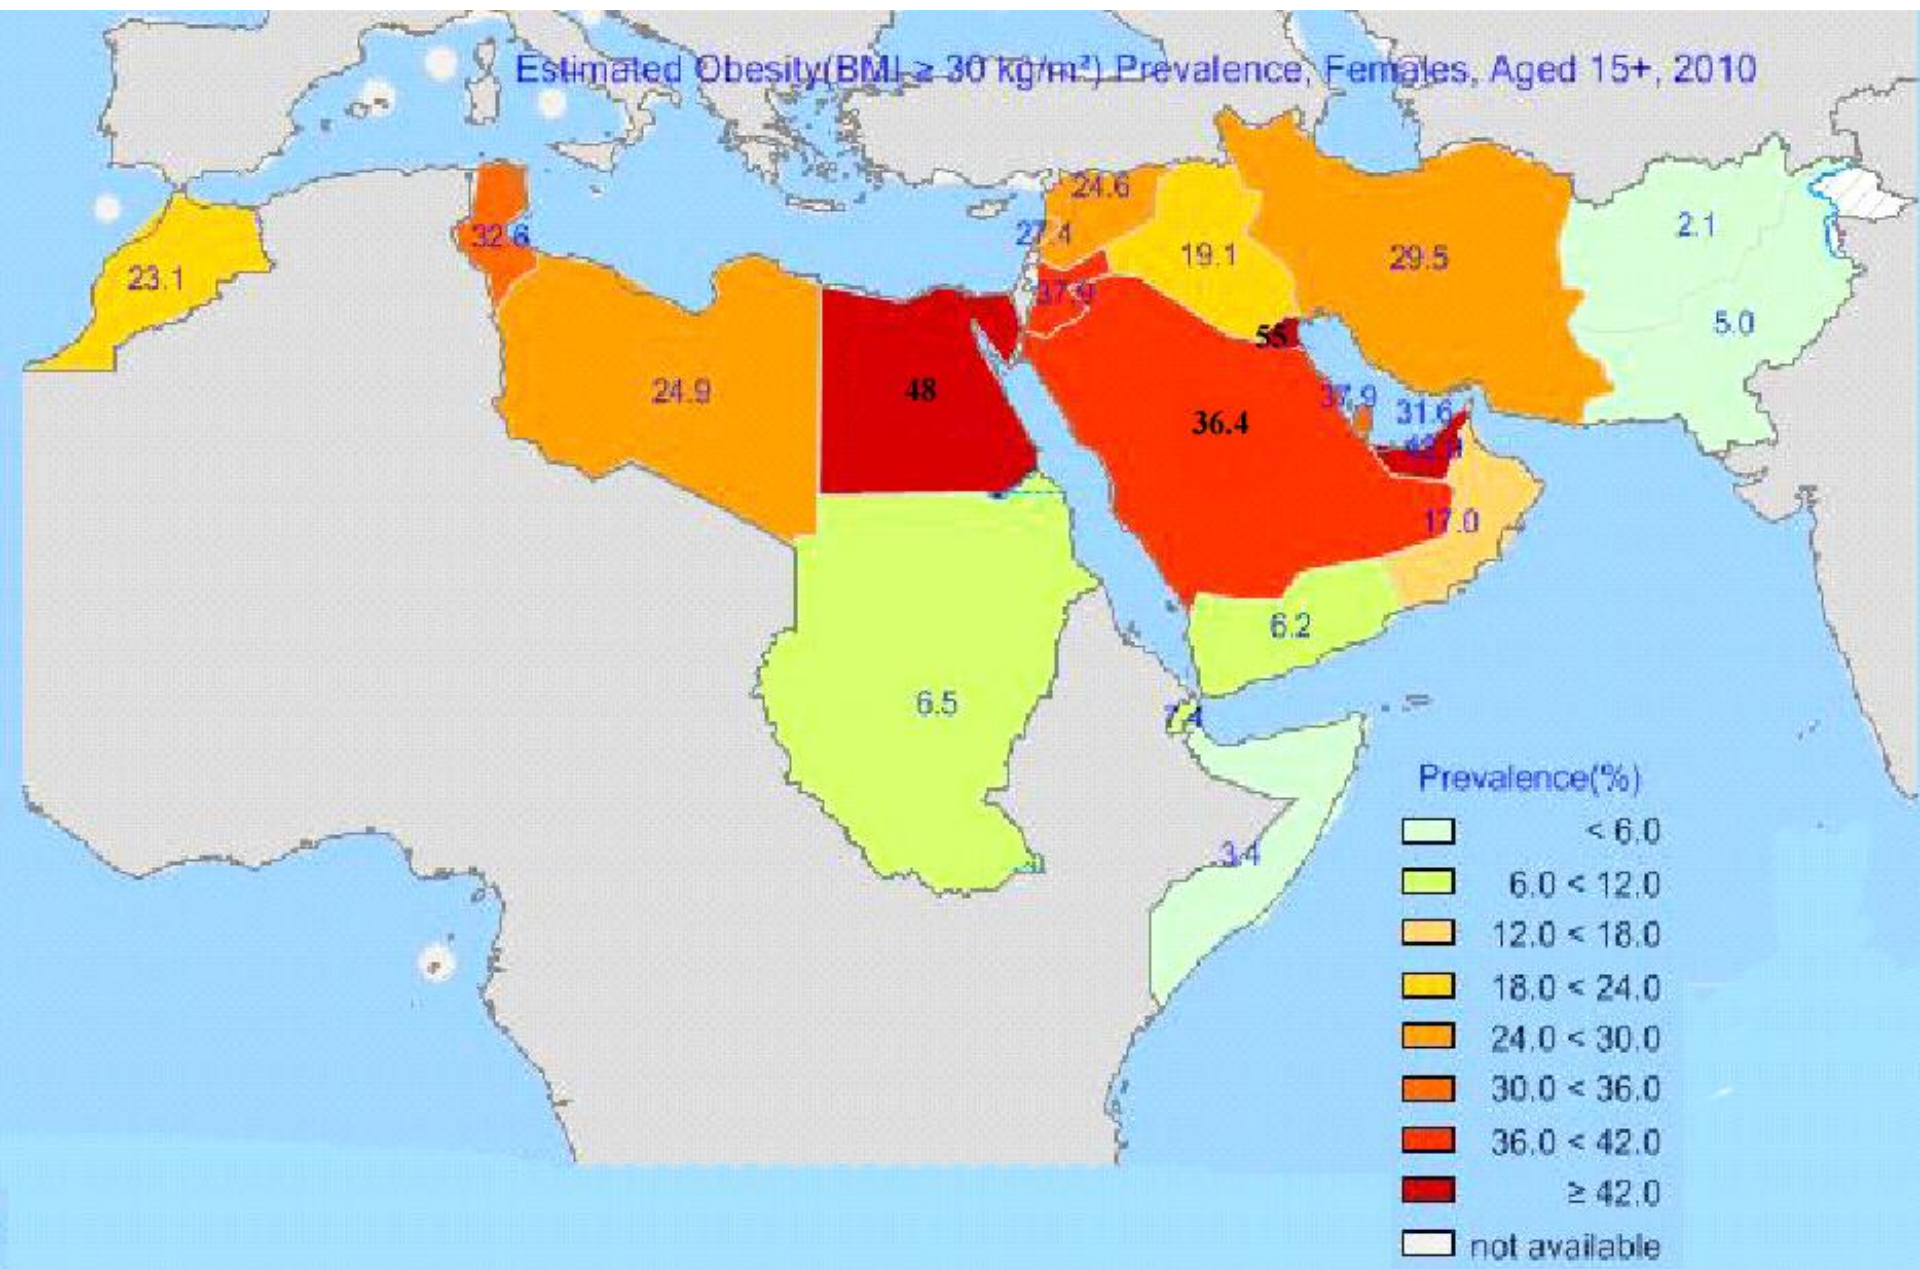 Estimated Obesity(BMI ≥ 30 kg/m²) Prevalence, Females, Aged 15+, 2010
24.6
2.1
32.6
27.4
19.1
29.5
23.1
37.9
5.0
55
24.9
48
37.9
31.6
36.4
17.0
6.2
6.5
7.4
3.4
Prevalence(%)
< 6.0
6.0 < 12.0
12.0 < 18.0
18.0 < 24.0
24.0 < 30.0
30.0 < 36.0
36.0 < 42.0
≥ 42.0
not available